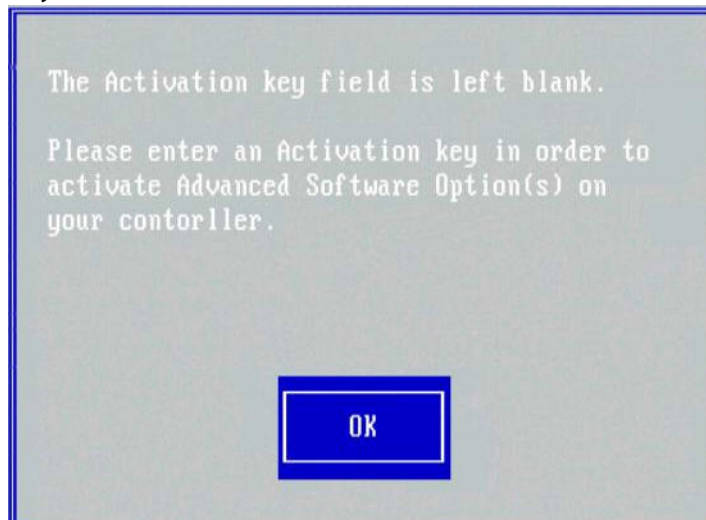 The Activation key field is left blank.
Please enter an Activation key in order to
activate Advanced Software Option(s) on
your contorller.
OK